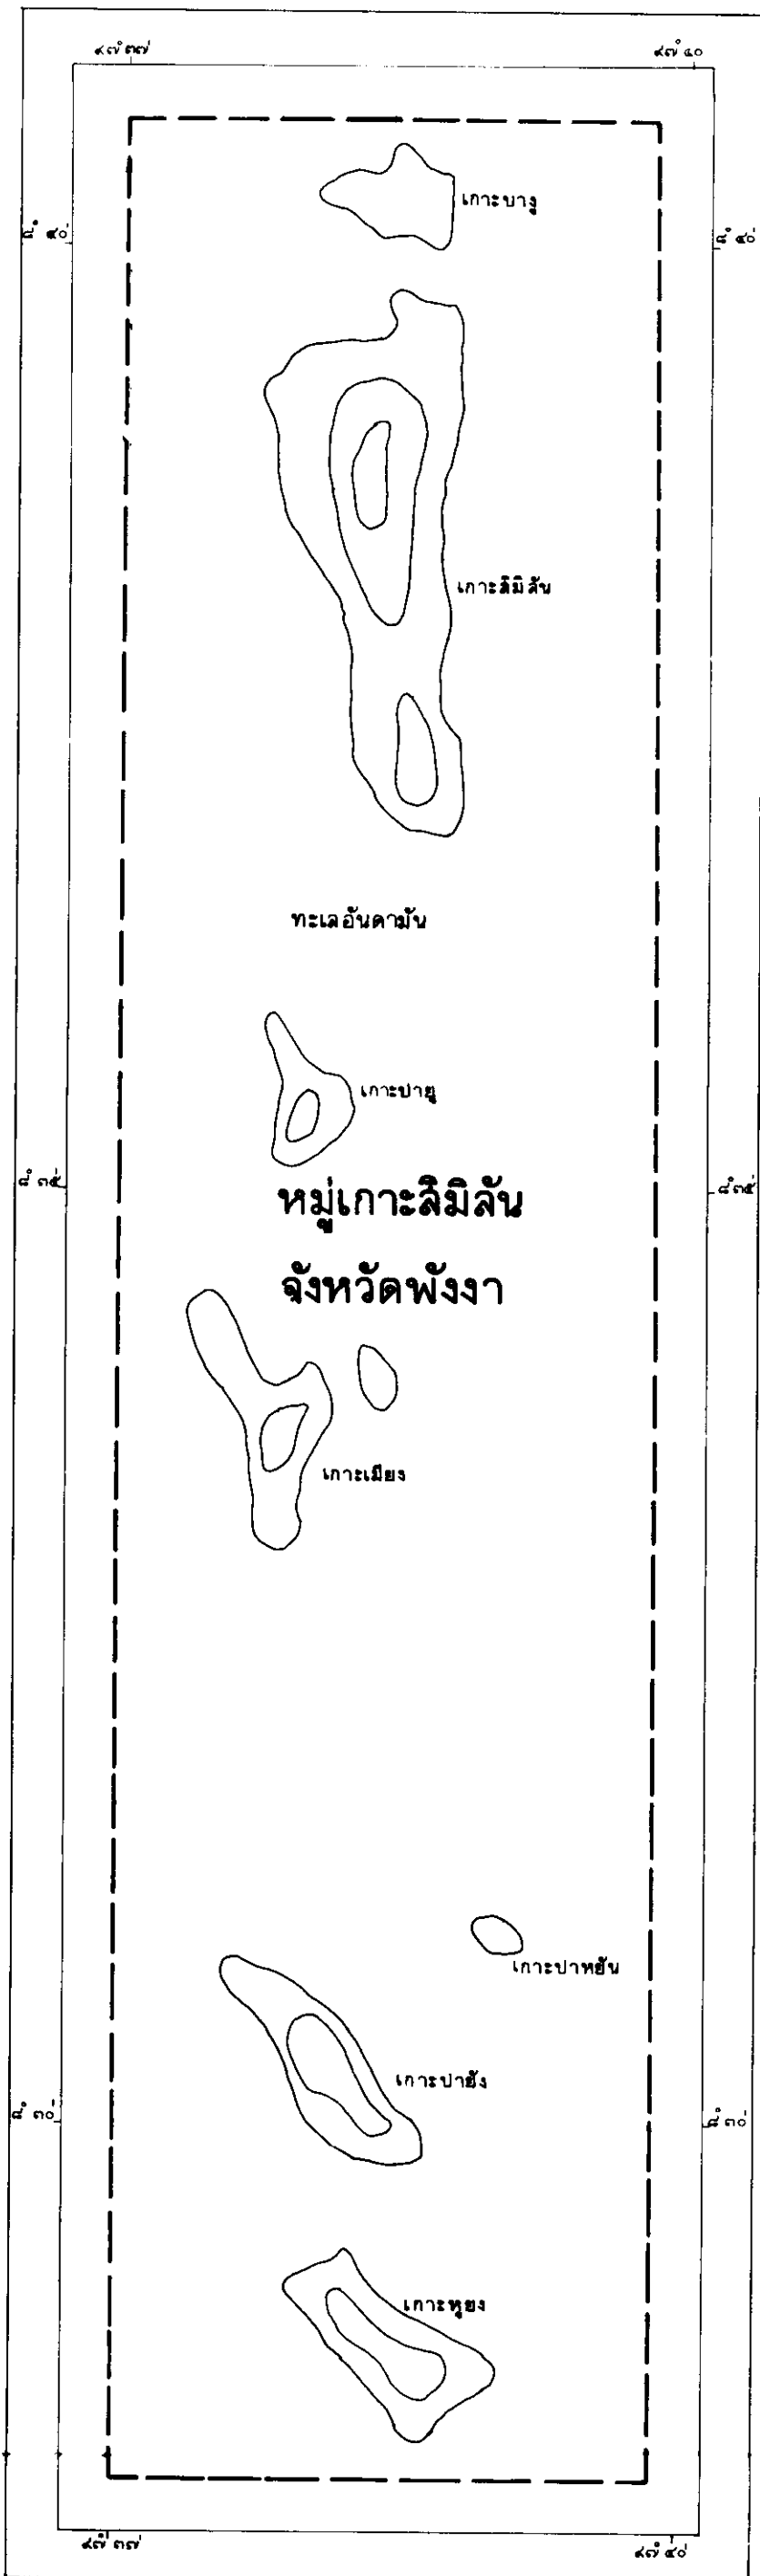 ๙๗° ๓๗' ๙๗° ๔๐'
เกาะบางู
๘° ๔๐' ๘° ๔๐'
เกาะสิมิลัน
ทะเลอันดามัน
เกาะปายู
๘° ๓๕' ๘° ๓๕'
หมู่เกาะสิมิลัน
จังหวัดพังงา
เกาะเมียง
เกาะปาหยัน
เกาะปายัง
๘° ๓๐' ๘° ๓๐'
เกาะหูยง
๙๗° ๓๗' ๙๗° ๔๐'